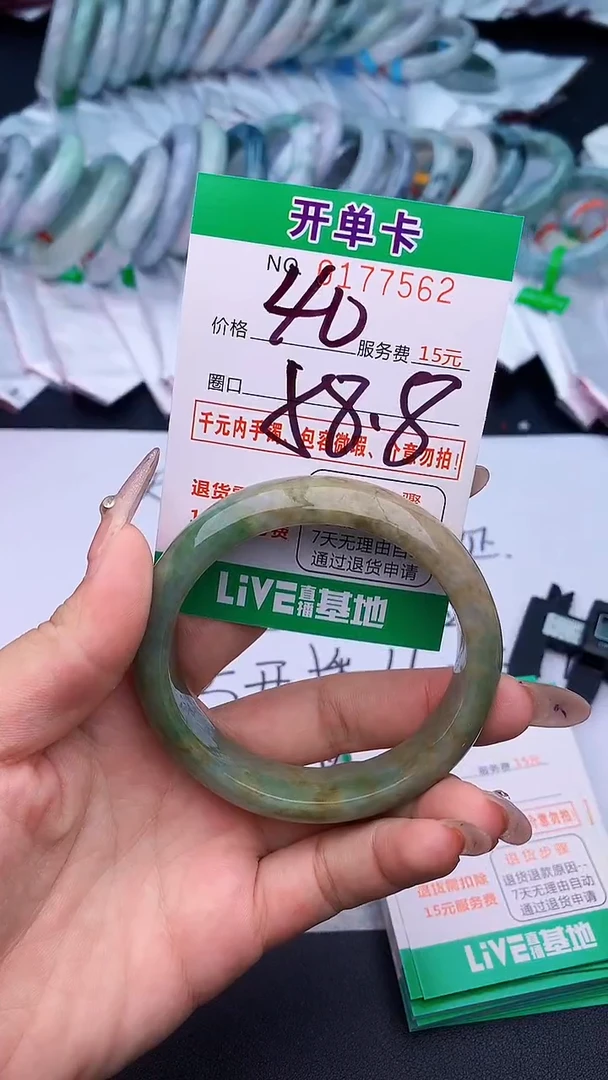 开单卡
NO 0177562
价格 40 服务费 15元
圈口 58.8
千元内手镯、包容微瑕、介意勿拍!
退货
7天无理由自
通过退货申请
LiVE直播基地
服务费 15元
介意勿拍!
退货需扣除
15元服务费
退货步骤
退货退款原因--
7天无理由自动
通过退货申请
LiVE直播基地